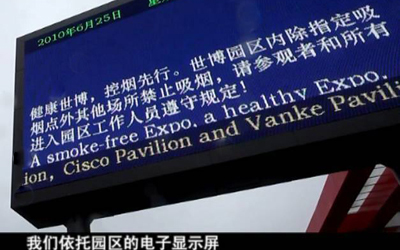 2010年6月25日
健康世博，控烟先行。世博园区内除指定吸
烟点外其他场所禁止吸烟，请参观者和所有
进入园区工作人员遵守规定！
A smoke-free Expo, a healthy Expo.
ion, Cisco Pavilion and Vanke Pavil
我们依托园区的电子显示屏